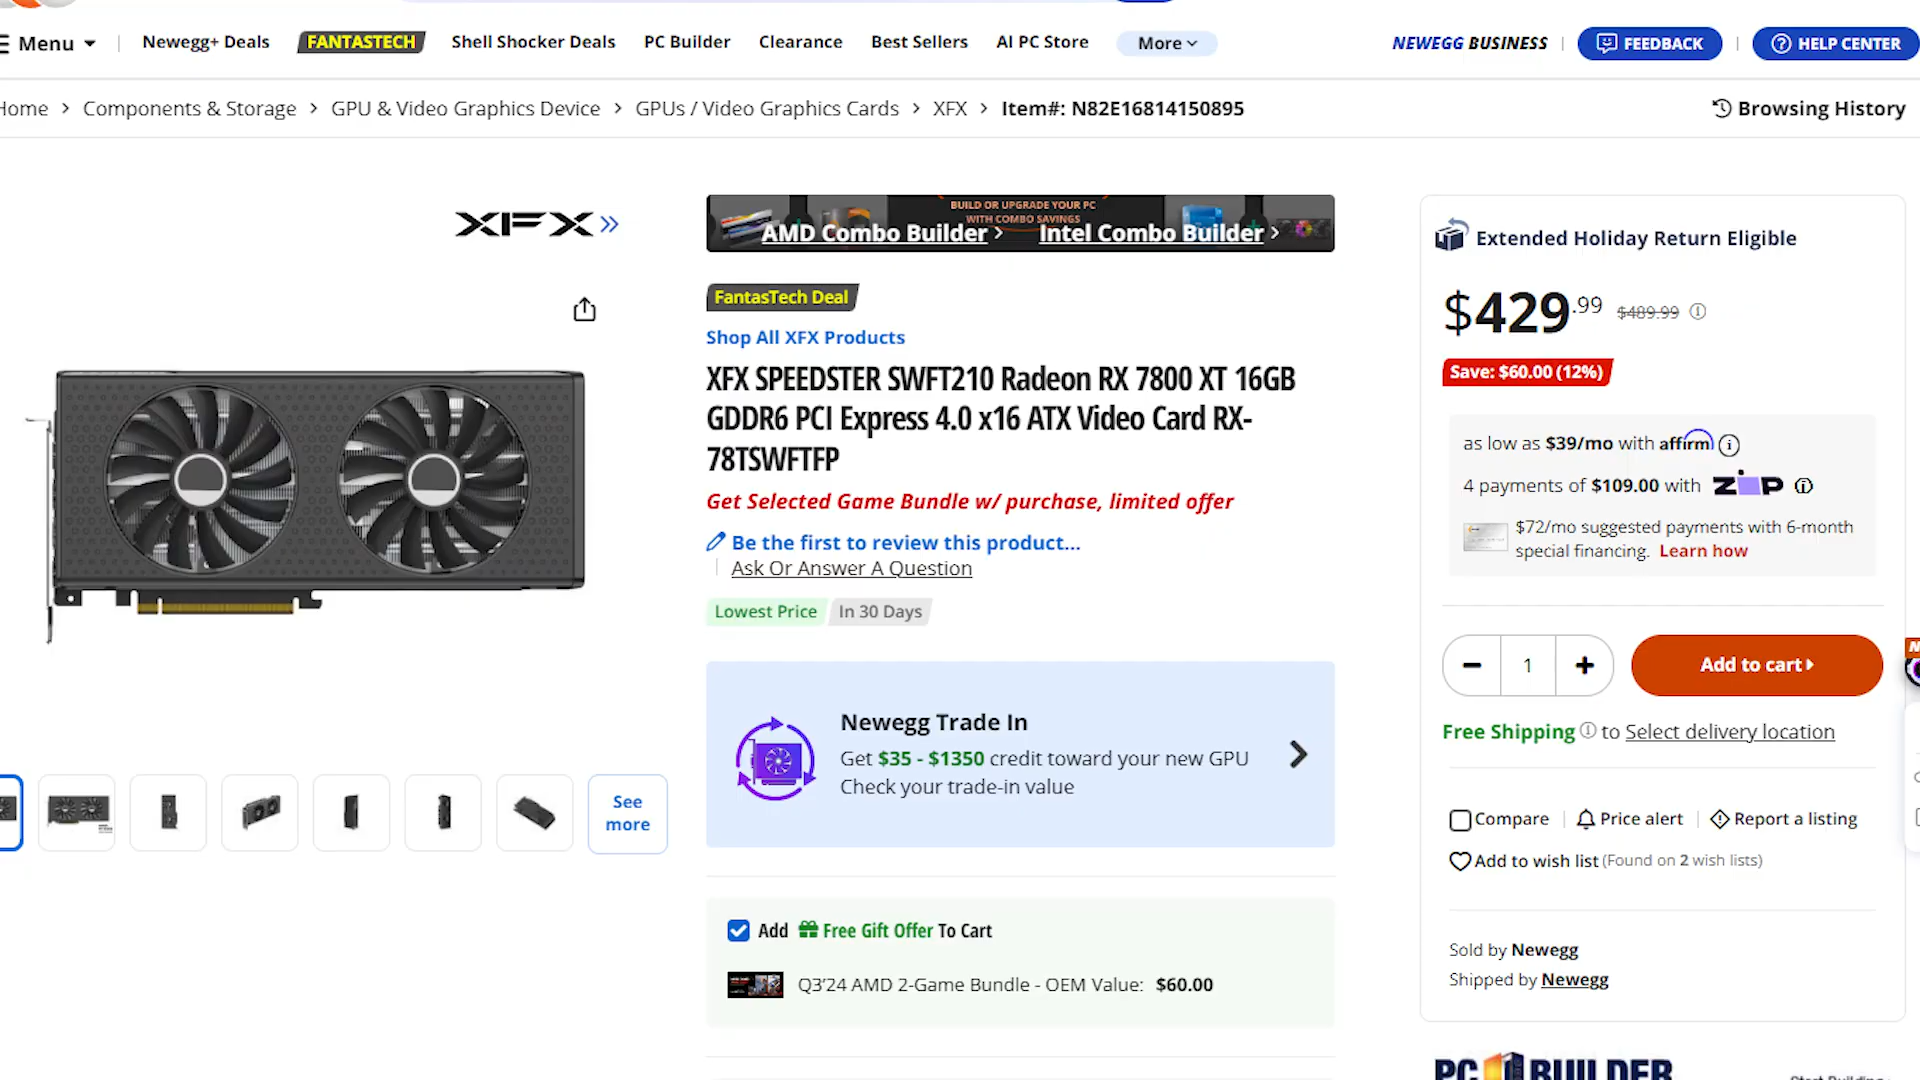 Menu
Newegg+ Deals
FANTASTECH
Shell Shocker Deals
PC Builder
Clearance
Best Sellers
AI PC Store
More
NEWEGG BUSINESS
FEEDBACK
HELP CENTER
Home > Components & Storage > GPU & Video Graphics Device > GPUs / Video Graphics Cards > XFX > Item#: N82E16814150895
Browsing History
XFX
BUILD OR UPGRADE YOUR PC
WITH COMBO SAVINGS
AMD Combo Builder
Intel Combo Builder
FantasTech Deal
Shop All XFX Products
XFX SPEEDSTER SWFT210 Radeon RX 7800 XT 16GB
GDDR6 PCI Express 4.0 x16 ATX Video Card RX-
78TSWFTFP
Get Selected Game Bundle w/ purchase, limited offer
Be the first to review this product...
Ask Or Answer A Question
Lowest Price In 30 Days
See
more
Newegg Trade In
Get $35 - $1350 credit toward your new GPU
Check your trade-in value
Add Free Gift Offer To Cart
Q3'24 AMD 2-Game Bundle - OEM Value: $60.00
Extended Holiday Return Eligible
$429.99 $489.99
Save: $60.00 (12%)
as low as $39/mo with affirm
4 payments of $109.00 with ZIP
$72/mo suggested payments with 6-month
special financing. Learn how
1
Add to cart
Free Shipping to Select delivery location
Compare
Price alert
Report a listing
Add to wish list (Found on 2 wish lists)
Sold by Newegg
Shipped by Newegg
PC BUILDER